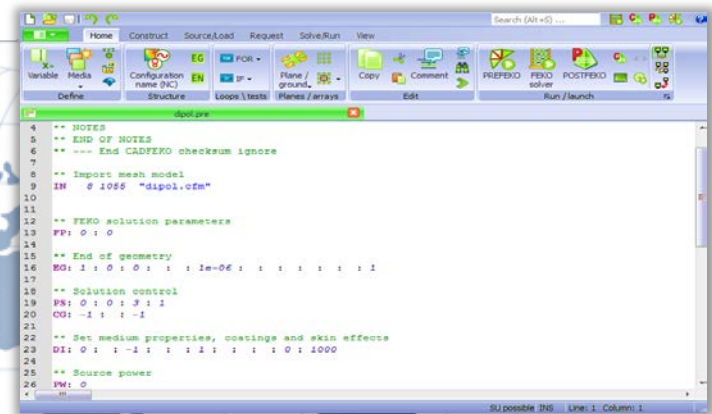 Search (Alt+S) ...
Home Construct Source/Load Request Solve/Run View
Variable Media Configuration name (NC) EG EN FOR IF Plane / ground Copy Comment PREFEKO FEKO solver POSTFEKO
Define Structure Loops \ tests Planes / arrays Edit Run / launch
dipol.pre
4 ** NOTES
5 ** END OF NOTES
6 ** --- End CADFEKO checksum ignore
7
8 ** Import mesh model
9 IN 8 1056 "dipol.cfm"
10
11
12 ** FEKO solution parameters
13 FP: 0 : 0
14
15 ** End of geometry
16 EG: 1 : 0 : 0 : : : 1e-06 : : : : : : : 1
17
18 ** Solution control
19 PS: 0 : 0 : 3 : 1
20 CG: -1 : : -1
21
22 ** Set medium properties, coatings and skin effects
23 DI: 0 : : -1 : : : 1 : : : : : 0 : 1000
24
25 ** Source power
26 PW: 0
SU possible INS Line: 1 Column: 1